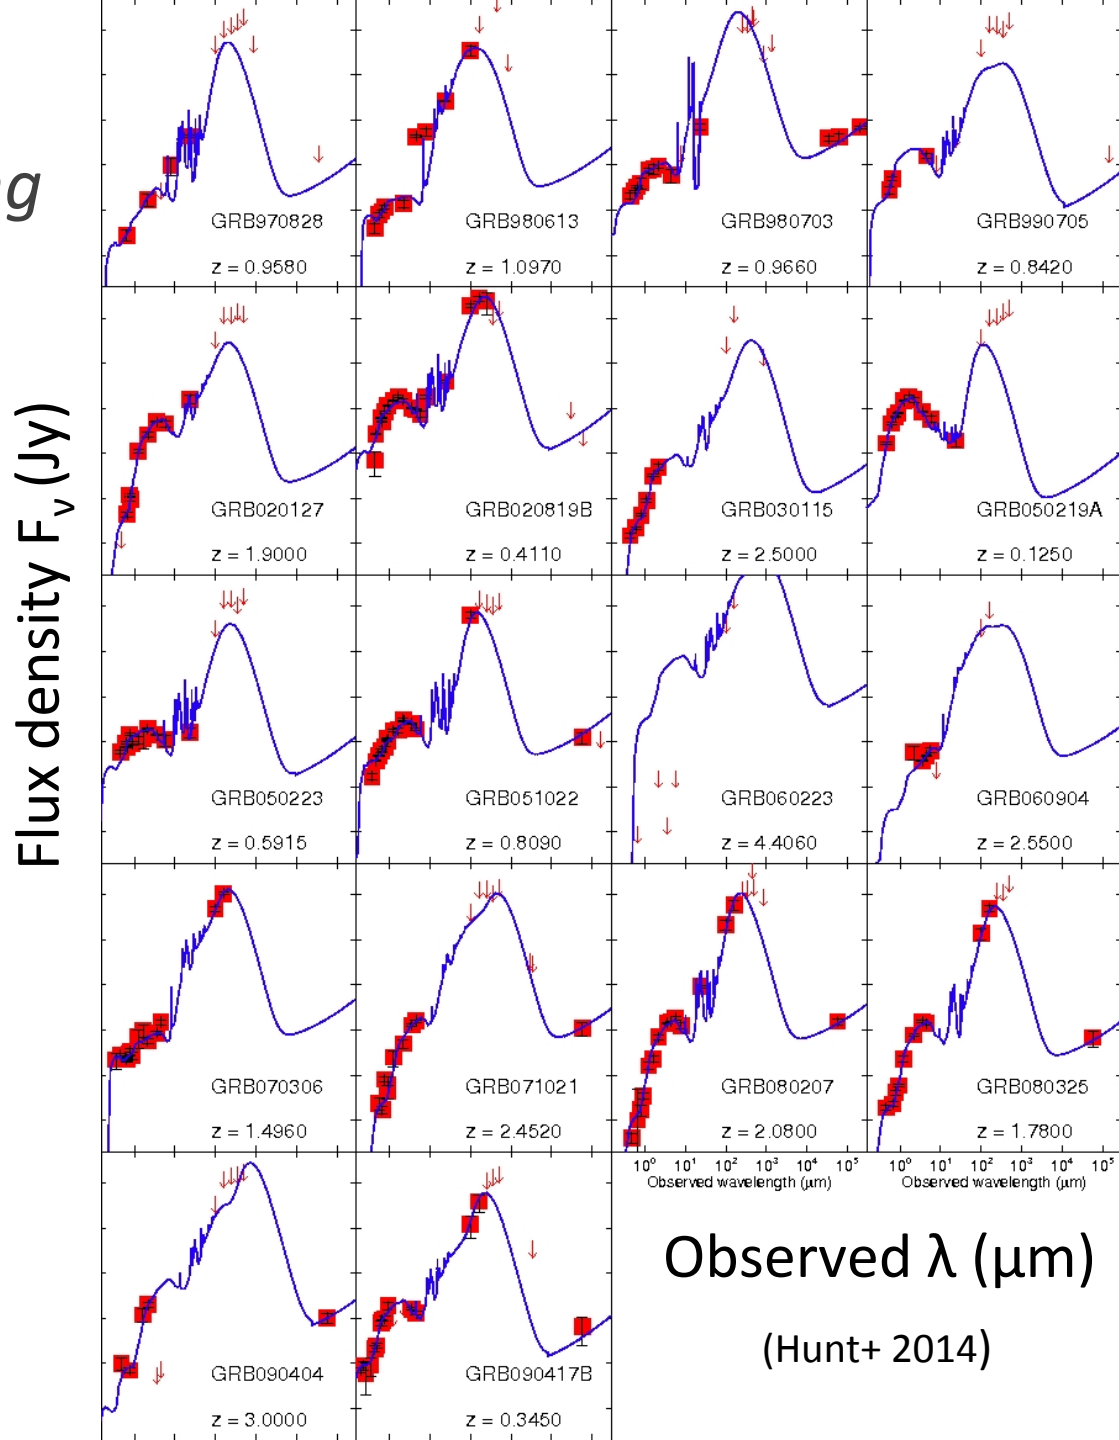 g
Flux density Fν (Jy)
GRB970828
z = 0.9580
GRB980613
z = 1.0970
GRB980703
z = 0.9660
GRB990705
z = 0.8420
GRB020127
z = 1.9000
GRB020819B
z = 0.4110
GRB030115
z = 2.5000
GRB050219A
z = 0.1250
GRB050223
z = 0.5915
GRB051022
z = 0.8090
GRB060223
z = 4.4060
GRB060904
z = 2.5500
GRB070306
z = 1.4960
GRB071021
z = 2.4520
GRB080207
z = 2.0800
GRB080325
z = 1.7800
10⁰ 10¹ 10² 10³ 10⁴ 10⁵
Observed wavelength (μm)
10⁰ 10¹ 10² 10³ 10⁴ 10⁵
Observed wavelength (μm)
GRB090404
z = 3.0000
GRB090417B
z = 0.3450
Observed λ (μm)
(Hunt+ 2014)